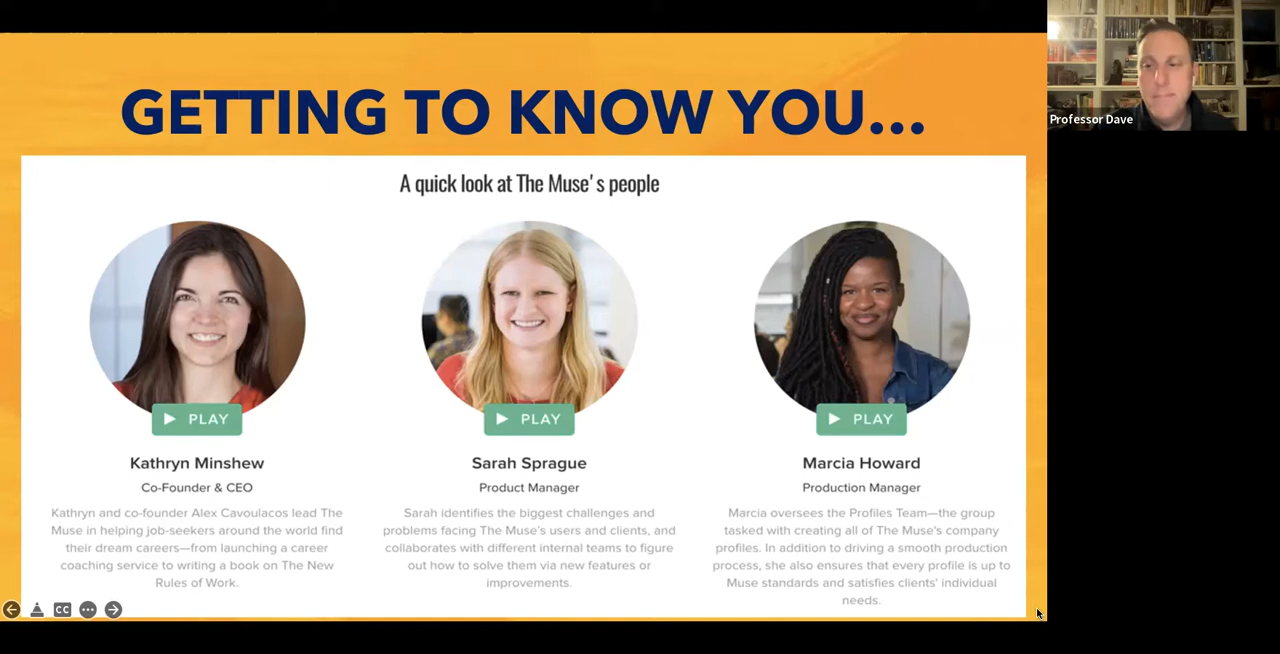 GETTING TO KNOW YOU...
Professor Dave
A quick look at The Muse's people
PLAY
PLAY
PLAY
Kathryn Minshew
Co-Founder & CEO
Kathryn and co-founder Alex Cavoulacos lead The
Muse in helping job-seekers around the world find
their dream careers—from launching a career
coaching service to writing a book on The New
Rules of Work.
Sarah Sprague
Product Manager
Sarah identifies the biggest challenges and
problems facing The Muse's users and clients, and
collaborates with different internal teams to figure
out how to solve them via new features or
improvements.
Marcia Howard
Production Manager
Marcia oversees the Profiles Team—the group
tasked with creating all of The Muse's company
profiles. In addition to driving a smooth production
process, she also ensures that every profile is up to
Muse standards and satisfies clients' individual
needs.
CC